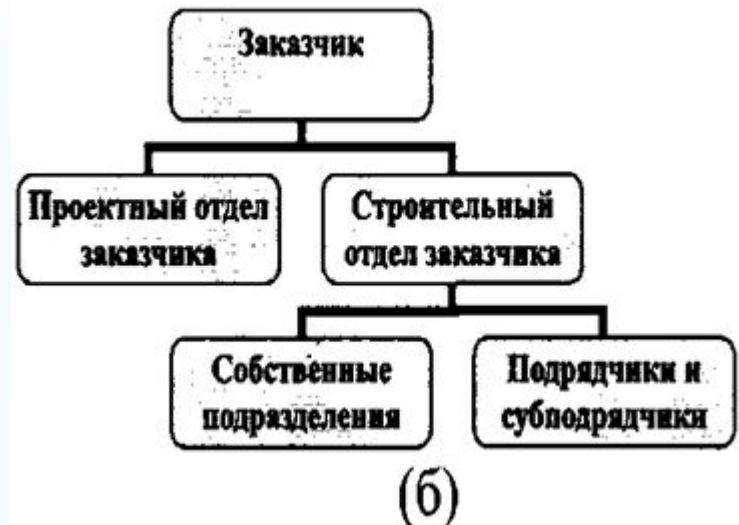 Заказчик
Проектный отдел
заказчика
Строительный
отдел заказчика
Собственные
подразделения
Подрядчики и
субподрядчики
(б)